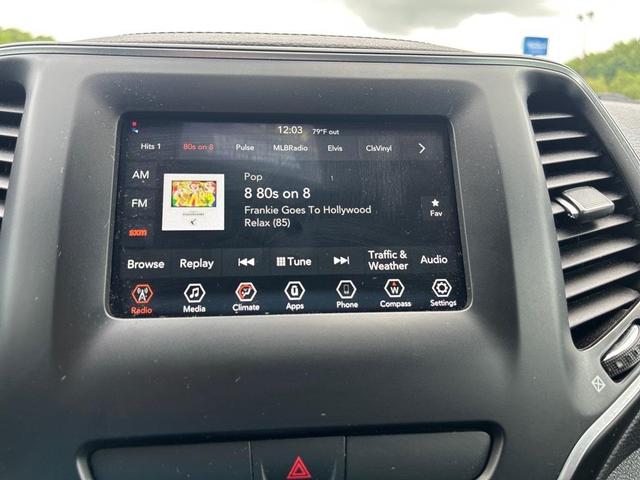 12:03 79°F out
Hits 1 80s on 8 Pulse MLBRadio Elvis ClsVinyl
AM
FM
sxm
Pop 1
8 80s on 8
Frankie Goes To Hollywood
Relax (85)
Fav
Browse Replay Tune Traffic & Weather Audio
Radio Media Climate Apps Phone W Compass Settings